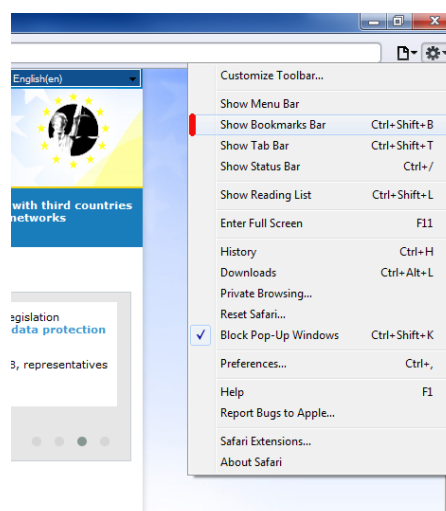 English(en)
with third countries
networks
egislation
data protection
8, representatives
Customize Toolbar...
Show Menu Bar
Show Bookmarks Bar Ctrl+Shift+B
Show Tab Bar Ctrl+Shift+T
Show Status Bar Ctrl+/
Show Reading List Ctrl+Shift+L
Enter Full Screen F11
History Ctrl+H
Downloads Ctrl+Alt+L
Private Browsing...
Reset Safari...
Block Pop-Up Windows Ctrl+Shift+K
Preferences... Ctrl+,
Help F1
Report Bugs to Apple...
Safari Extensions...
About Safari